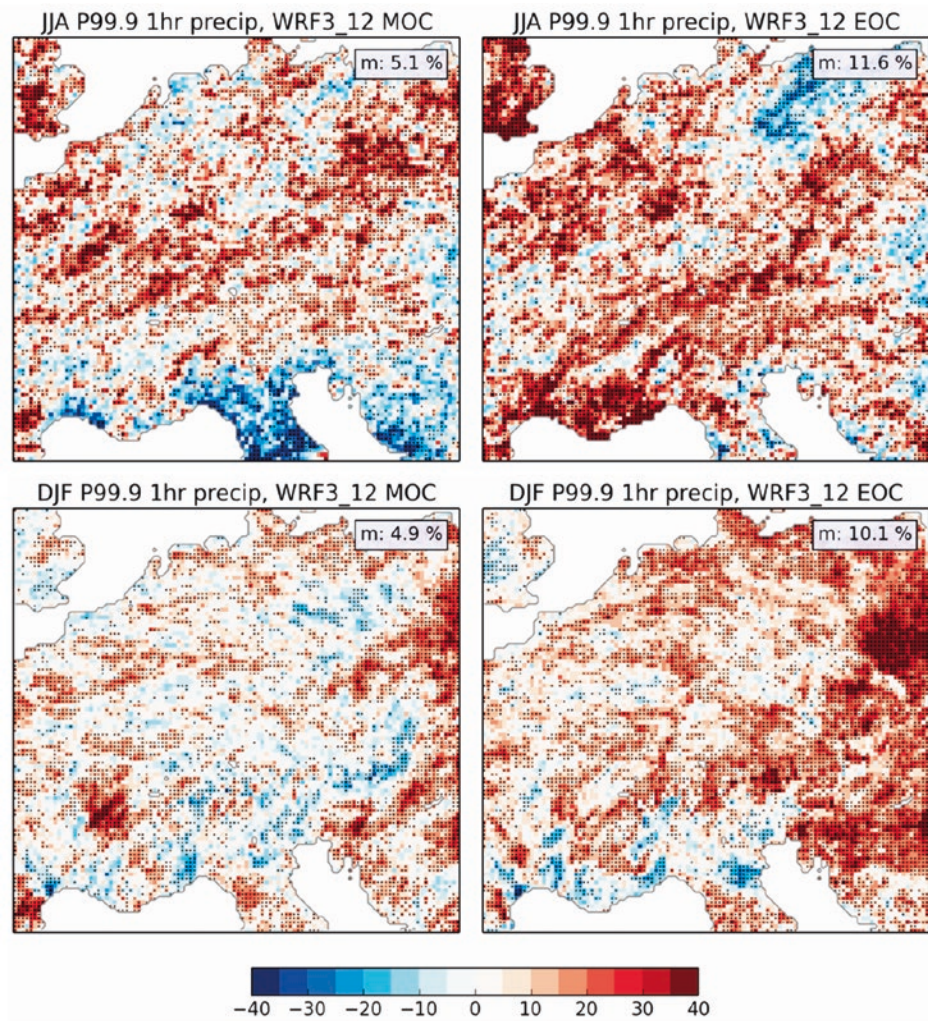 JJA P99.9 1hr precip, WRF3_12 MOC
m: 5.1 %
JJA P99.9 1hr precip, WRF3_12 EOC
m: 11.6 %
DJF P99.9 1hr precip, WRF3_12 MOC
m: 4.9 %
DJF P99.9 1hr precip, WRF3_12 EOC
m: 10.1 %
−40 −30 −20 −10 0 10 20 30 40